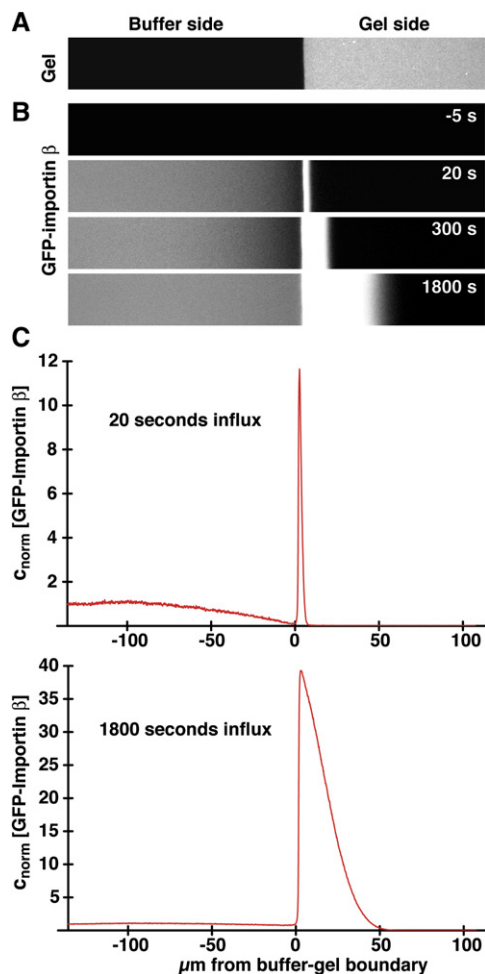 A
Buffer side Gel side
Gel
B
GFP-importin β
-5 s
20 s
300 s
1800 s
C
12
10
8
6
4
2
20 seconds influx
c_norm [GFP-Importin β]
-100 -50 0 50 100
40
35
30
25
20
15
10
5
1800 seconds influx
c_norm [GFP-Importin β]
-100 -50 0 50 100
µm from buffer-gel boundary